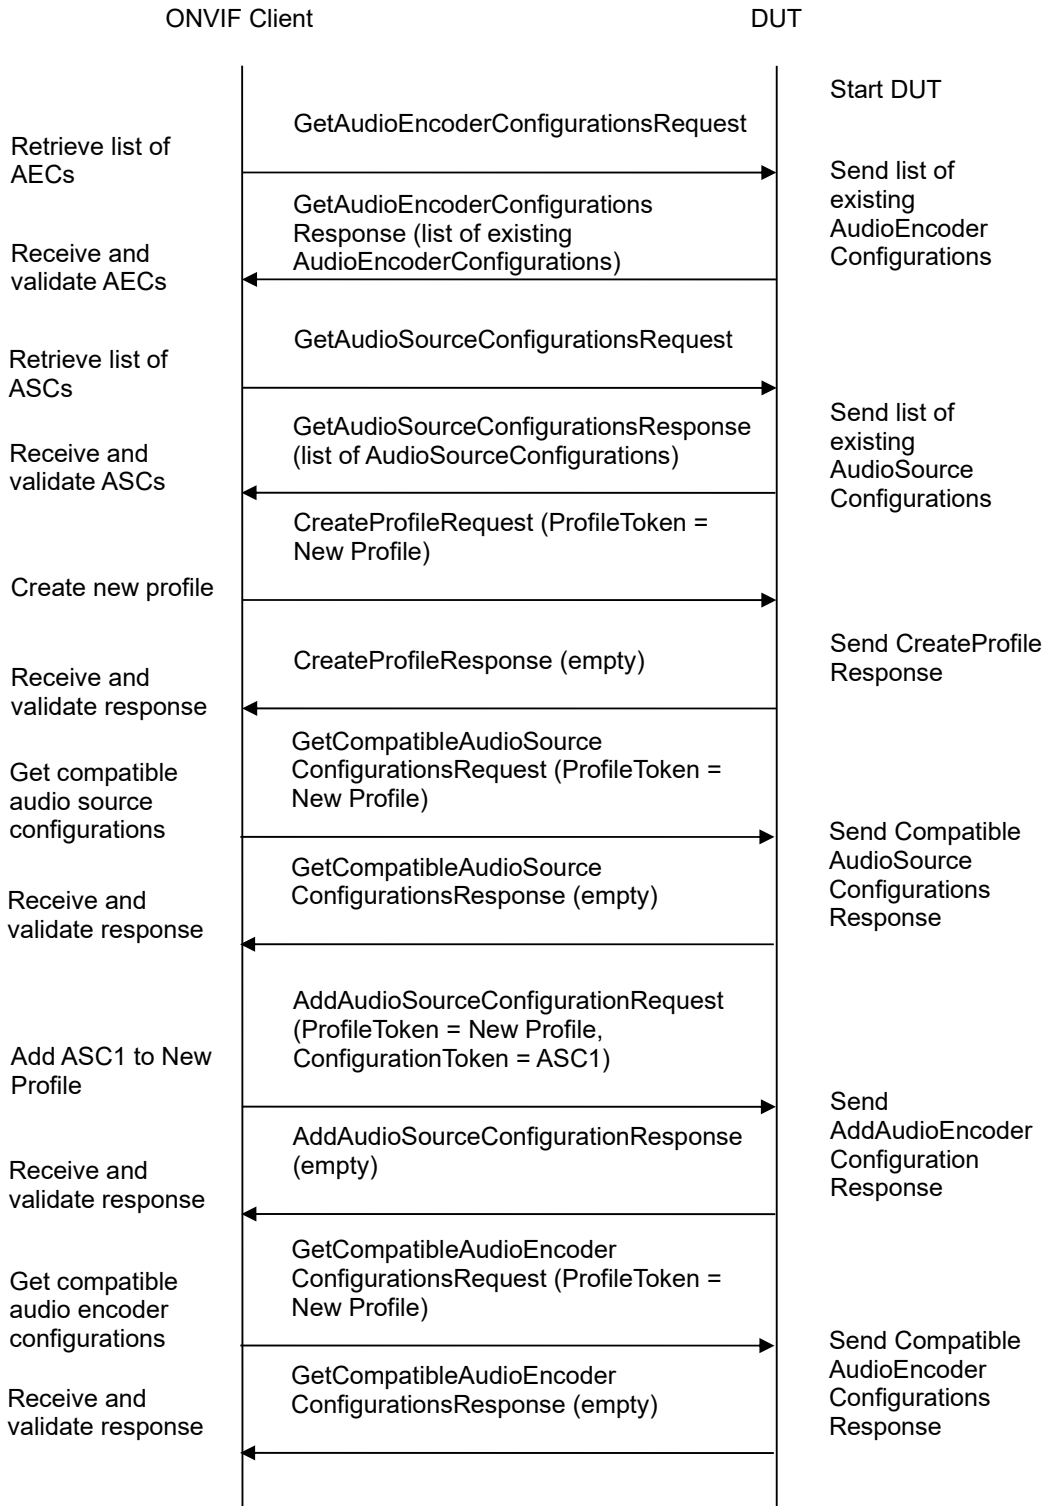 ONVIF Client
DUT
Start DUT
GetAudioEncoderConfigurationsRequest
Retrieve list of
AECs
Send list of
existing
AudioEncoder
Configurations
GetAudioEncoderConfigurations
Response (list of existing
AudioEncoderConfigurations)
Receive and
validate AECs
GetAudioSourceConfigurationsRequest
Retrieve list of
ASCs
Send list of
existing
AudioSource
Configurations
GetAudioSourceConfigurationsResponse
(list of AudioSourceConfigurations)
Receive and
validate ASCs
CreateProfileRequest (ProfileToken =
New Profile)
Create new profile
Send CreateProfile
Response
CreateProfileResponse (empty)
Receive and
validate response
GetCompatibleAudioSource
ConfigurationsRequest (ProfileToken =
New Profile)
Get compatible
audio source
configurations
Send Compatible
AudioSource
Configurations
Response
GetCompatibleAudioSource
ConfigurationsResponse (empty)
Receive and
validate response
AddAudioSourceConfigurationRequest
(ProfileToken = New Profile,
ConfigurationToken = ASC1)
Add ASC1 to New
Profile
Send
AddAudioEncoder
Configuration
Response
AddAudioSourceConfigurationResponse
(empty)
Receive and
validate response
GetCompatibleAudioEncoder
ConfigurationsRequest (ProfileToken =
New Profile)
Get compatible
audio encoder
configurations
Send Compatible
AudioEncoder
Configurations
Response
GetCompatibleAudioEncoder
ConfigurationsResponse (empty)
Receive and
validate response